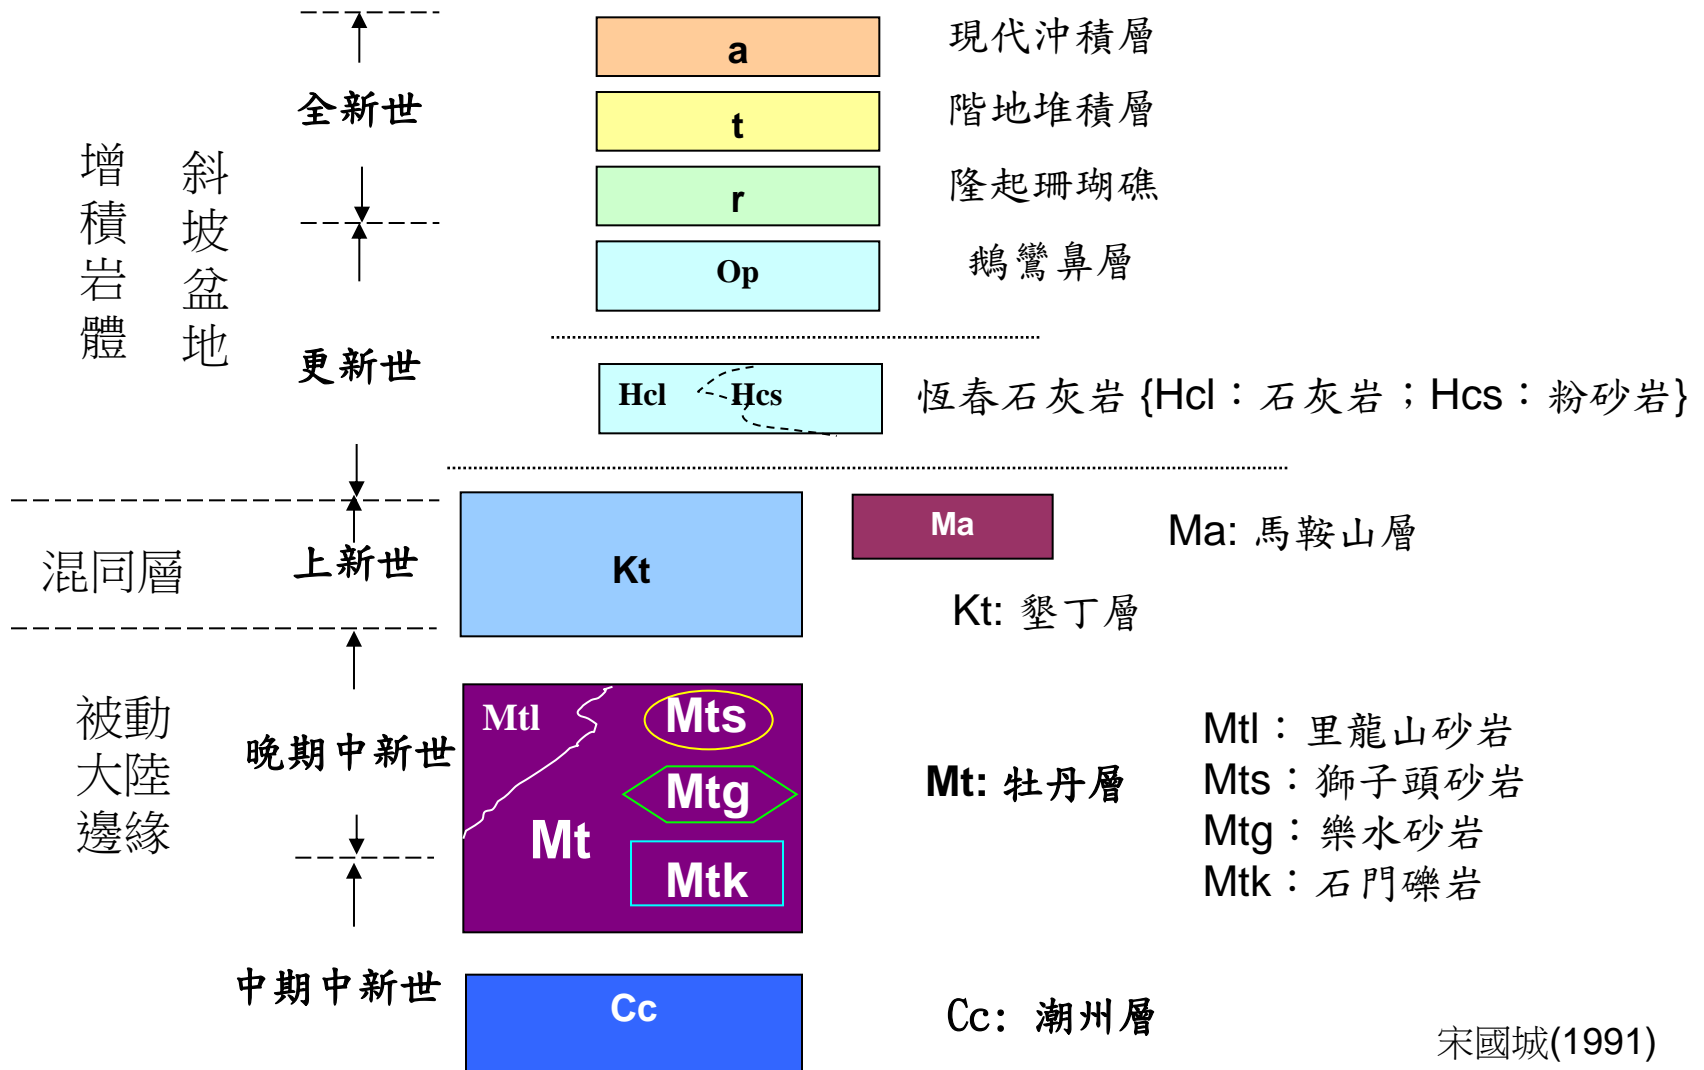 a
現代沖積層
全新世
t
階地堆積層
增積岩體
斜坡盆地
r
隆起珊瑚礁
Op
鵝鸞鼻層
更新世
Hcl
Hcs
恆春石灰岩 {Hcl：石灰岩；Hcs：粉砂岩}
Ma
Ma: 馬鞍山層
混同層
上新世
Kt
Kt: 墾丁層
被動
大陸
邊緣
晚期中新世
Mtl
Mts
Mtg
Mt
Mtk
Mt: 牡丹層
Mtl：里龍山砂岩
Mts：獅子頭砂岩
Mtg：樂水砂岩
Mtk：石門礫岩
中期中新世
Cc
Cc: 潮州層
宋國城(1991)